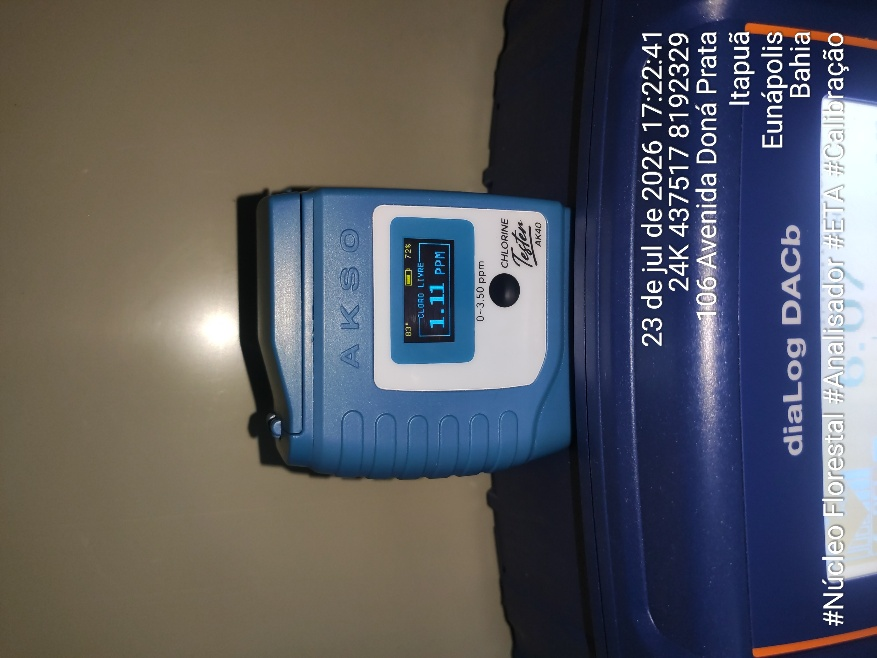 AKSO
83° 72%
CLORO LIVRE
1.11 PPM
0-3.50 ppm
CHLORINE
Tester
AK40
diaLog DACb
23 de jul de 2026 17:22:41
24K 437517 8192329
106 Avenida Doná Prata
Itapuã
Eunápolis
Bahia
#Núcleo Florestal #Analisador #ETA #Calibração